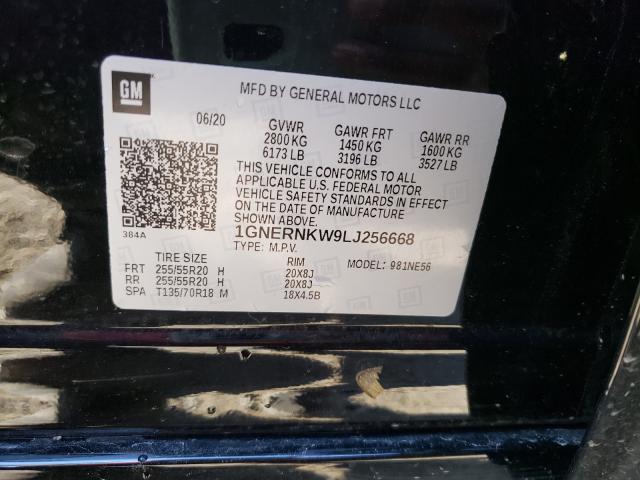 GM
MFD BY GENERAL MOTORS LLC
06/20 GVWR GAWR FRT GAWR RR
2800 KG 1450 KG 1600 KG
6173 LB 3196 LB 3527 LB
THIS VEHICLE CONFORMS TO ALL
APPLICABLE U.S. FEDERAL MOTOR
VEHICLE SAFETY STANDARDS IN EFFECT
ON THE DATE OF MANUFACTURE
SHOWN ABOVE.
384A
1GNERNKW9LJ256668
TYPE: M.P.V. MODEL: 981NE56
TIRE SIZE RIM
FRT 255/55R20 H 20X8J
RR 255/55R20 H 20X8J
SPA T135/70R18 M 18X4.5B